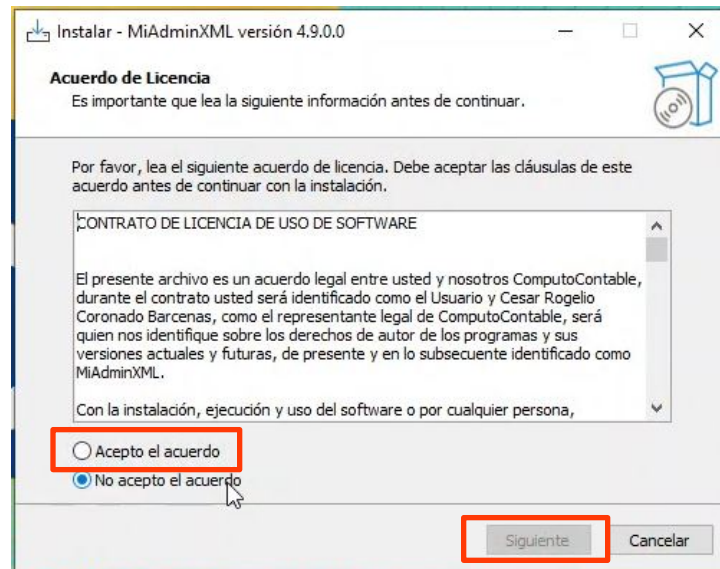 Instalar - MiAdminXML versión 4.9.0.0
Acuerdo de Licencia
Es importante que lea la siguiente información antes de continuar.
Por favor, lea el siguiente acuerdo de licencia. Debe aceptar las cláusulas de este
acuerdo antes de continuar con la instalación.
CONTRATO DE LICENCIA DE USO DE SOFTWARE
El presente archivo es un acuerdo legal entre usted y nosotros ComputoContable,
durante el contrato usted será identificado como el Usuario y Cesar Rogelio
Coronado Barcenas, como el representante legal de ComputoContable, será
quien nos identifique sobre los derechos de autor de los programas y sus
versiones actuales y futuras, de presente y en lo subsecuente identificado como
MiAdminXML.
Con la instalación, ejecución y uso del software o por cualquier persona,
Acepto el acuerdo
No acepto el acuerdo
Siguiente
Cancelar